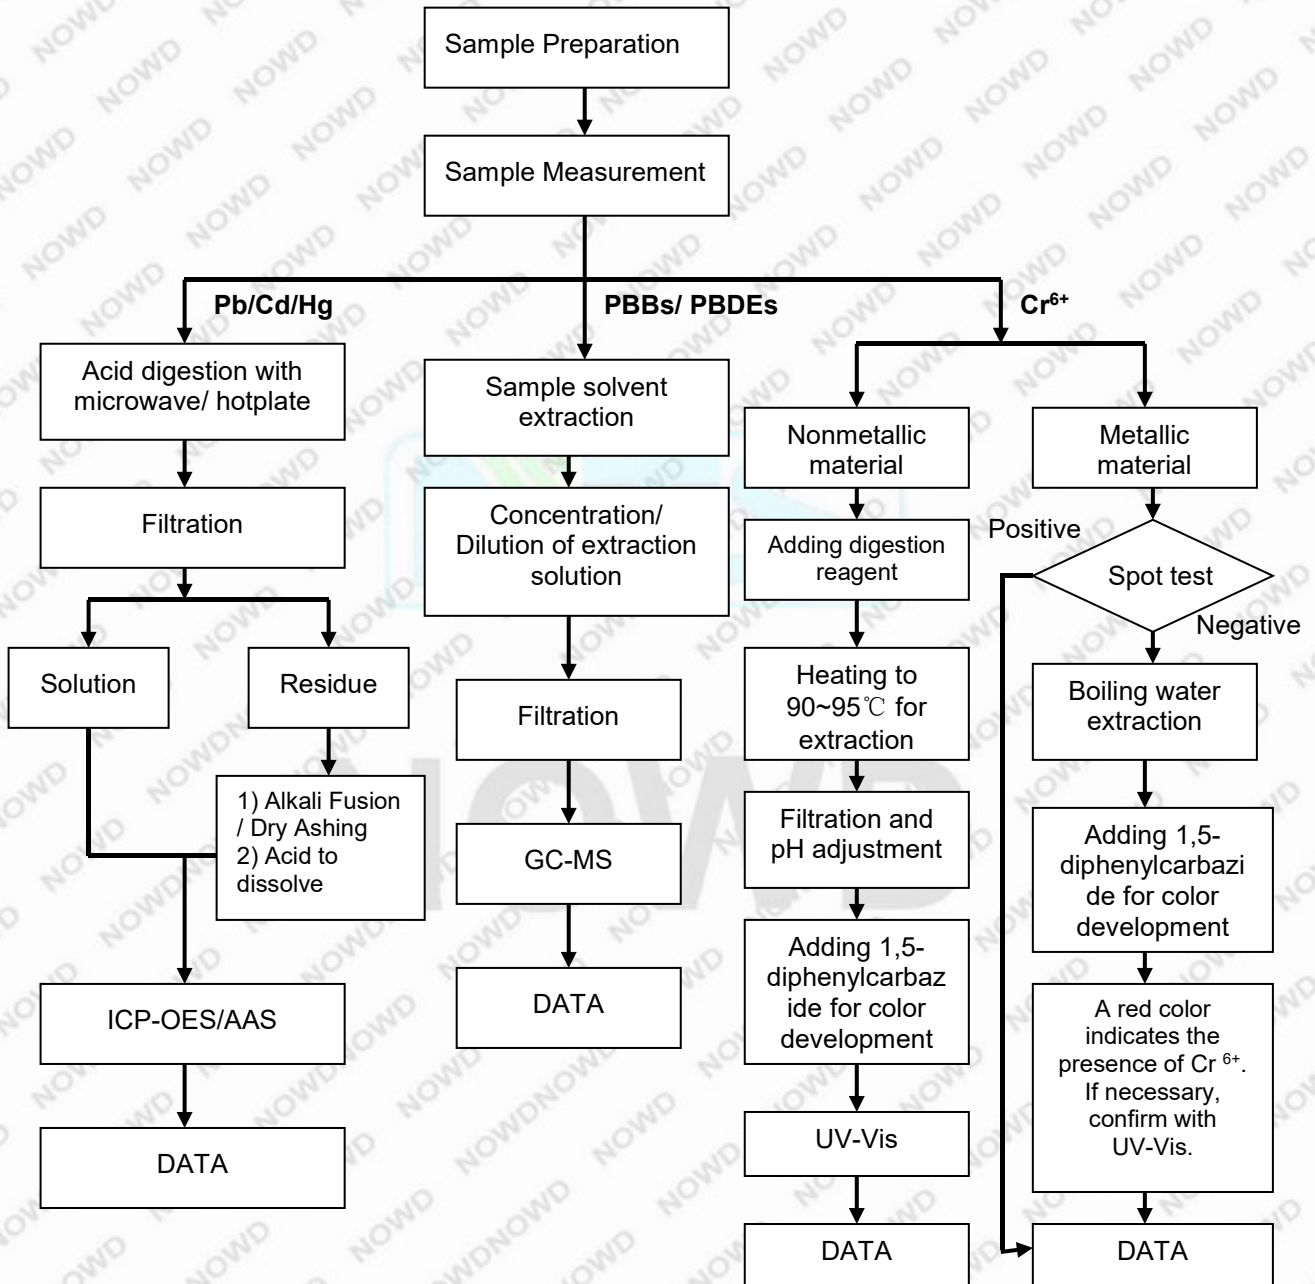 Sample Preparation
Sample Measurement
Pb/Cd/Hg
PBBs/ PBDEs
Cr6+
Acid digestion with
microwave/ hotplate
Filtration
Solution
Residue
1) Alkali Fusion
/ Dry Ashing
2) Acid to
dissolve
ICP-OES/AAS
DATA
Sample solvent
extraction
Concentration/
Dilution of extraction
solution
Filtration
GC-MS
DATA
Nonmetallic
material
Adding digestion
reagent
Heating to
90~95℃ for
extraction
Filtration and
pH adjustment
Adding 1,5-
diphenylcarbaz
ide for color
development
UV-Vis
DATA
Metallic
material
Positive
Spot test
Negative
Boiling water
extraction
Adding 1,5-
diphenylcarbazi
de for color
development
A red color
indicates the
presence of Cr 6+.
If necessary,
confirm with
UV-Vis.
DATA
NOWD